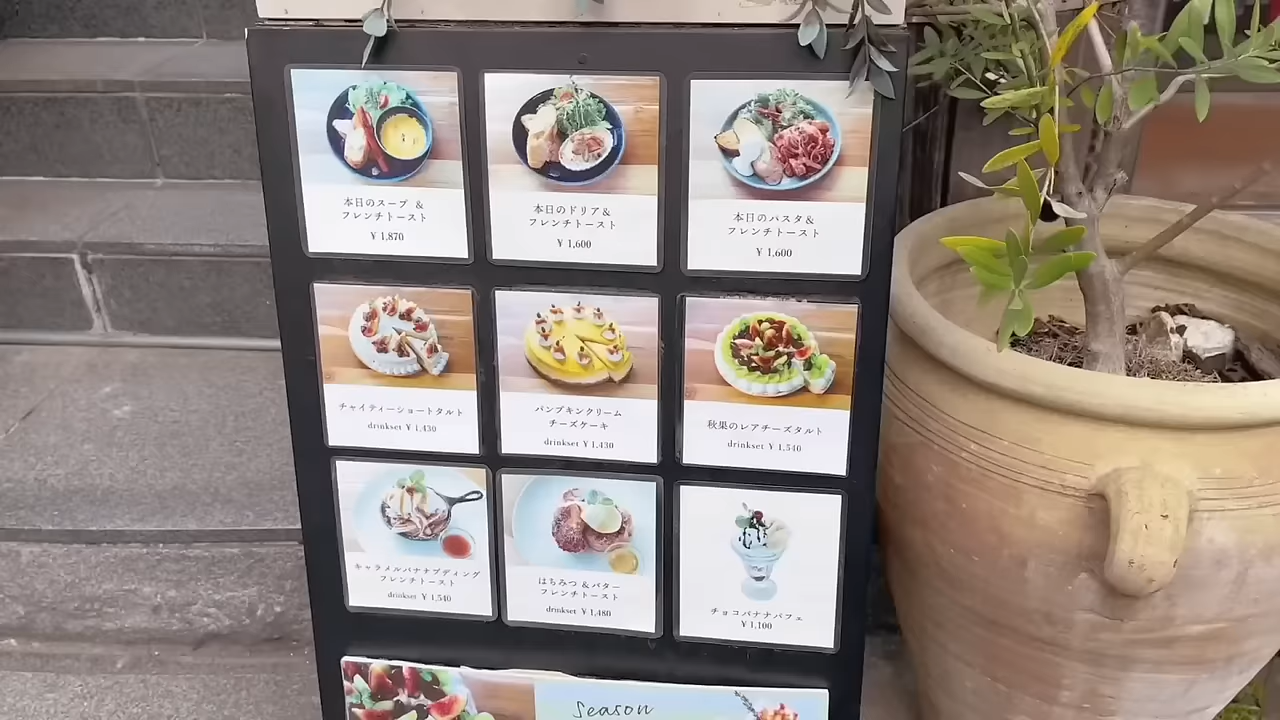 本日のスープ &
フレンチトースト
¥ 1,870
本日のドリア&
フレンチトースト
¥ 1,600
本日のパスタ&
フレンチトースト
¥ 1,600
チャイティーショートタルト
drinkset ¥ 1,430
パンプキンクリーム
チーズケーキ
drinkset ¥ 1,430
秋果のレアチーズタルト
drinkset ¥ 1,540
キャラメルバナナプディング
フレンチトースト
drinkset ¥ 1,540
はちみつ &バター
フレンチトースト
drinkset ¥ 1,480
チョコバナナパフェ
¥ 1,100
Season